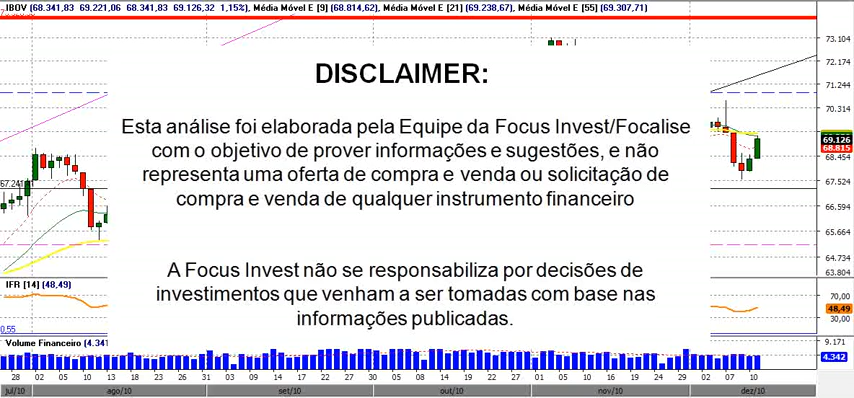 IBOV (68.341,83 69.221,06 68.341,83 69.126,32 1,15%), Média Móvel E [9] (68.814,62), Média Móvel E [21] (69.238,67), Média Móvel E [55] (69.307,71)
DISCLAIMER:
Esta análise foi elaborada pela Equipe da Focus Invest/Focalise
com o objetivo de prover informações e sugestões, e não
representa uma oferta de compra e venda ou solicitação de
compra e venda de qualquer instrumento financeiro
A Focus Invest não se responsabiliza por decisões de
investimentos que venham a ser tomadas com base nas
informações publicadas.
73.104
72.174
71.244
70.314
69.126
68.815
68.454
67.524
66.594
65.664
64.734
63.804
67.241
IFR [14] (48,49)
70,00
48,49
30,00
0,55
Volume Financeiro (4.341
9.171
4.342
28 02 05 10 13 18 23 26 31 03 09 14 17 22 27 30 05 08 14 19 22 27 01 05 10 16 19 25 30 02 07 10
jul/10 ago/10 set/10 out/10 nov/10 dez/10